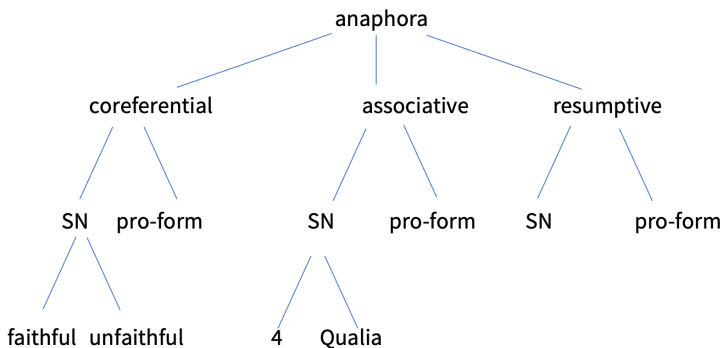 anaphora
coreferential associative resumptive
SN pro-form SN pro-form SN pro-form
faithful unfaithful 4 Qualia